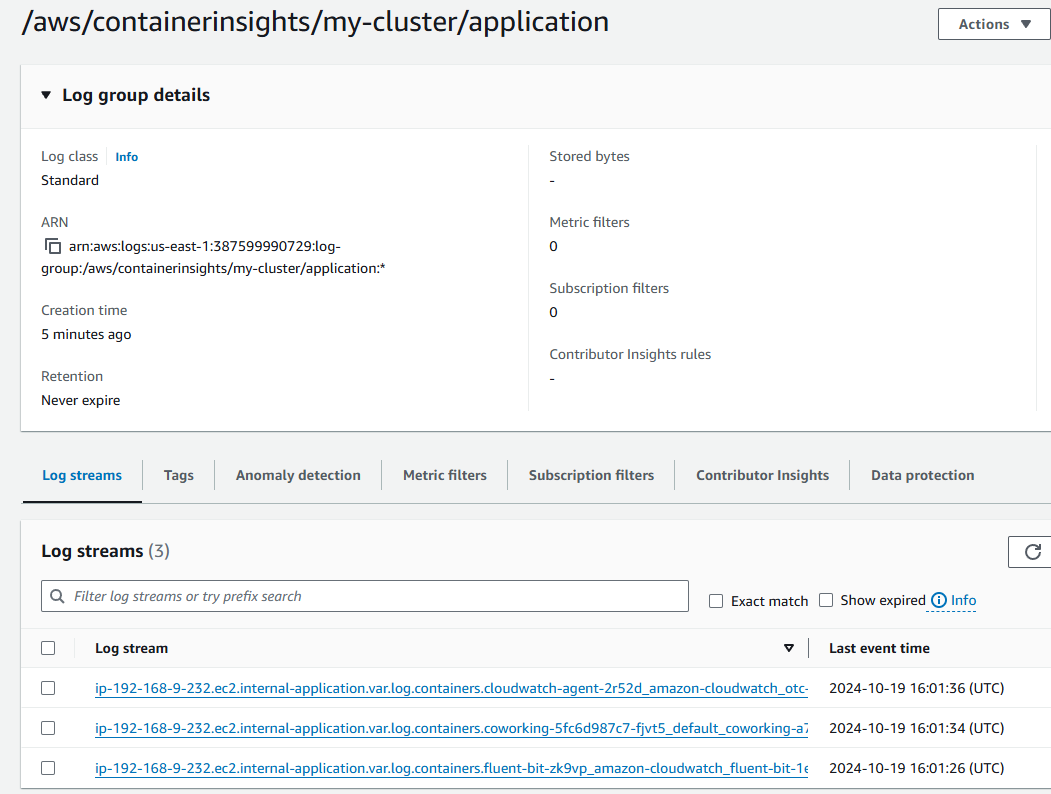 /aws/containerinsights/my-cluster/application
Actions
Log group details
Log class Info
Standard
ARN
arn:aws:logs:us-east-1:387599990729:log-
group:/aws/containerinsights/my-cluster/application:*
Creation time
5 minutes ago
Retention
Never expire
Stored bytes
-
Metric filters
0
Subscription filters
0
Contributor Insights rules
-
Log streams Tags Anomaly detection Metric filters Subscription filters Contributor Insights Data protection
Log streams (3)
Filter log streams or try prefix search
Exact match Show expired Info
Log stream Last event time
ip-192-168-9-232.ec2.internal-application.var.log.containers.cloudwatch-agent-2r52d_amazon-cloudwatch_otc- 2024-10-19 16:01:36 (UTC)
ip-192-168-9-232.ec2.internal-application.var.log.containers.coworking-5fc6d987c7-fjvt5_default_coworking-a7 2024-10-19 16:01:34 (UTC)
ip-192-168-9-232.ec2.internal-application.var.log.containers.fluent-bit-zk9vp_amazon-cloudwatch_fluent-bit-1e 2024-10-19 16:01:26 (UTC)